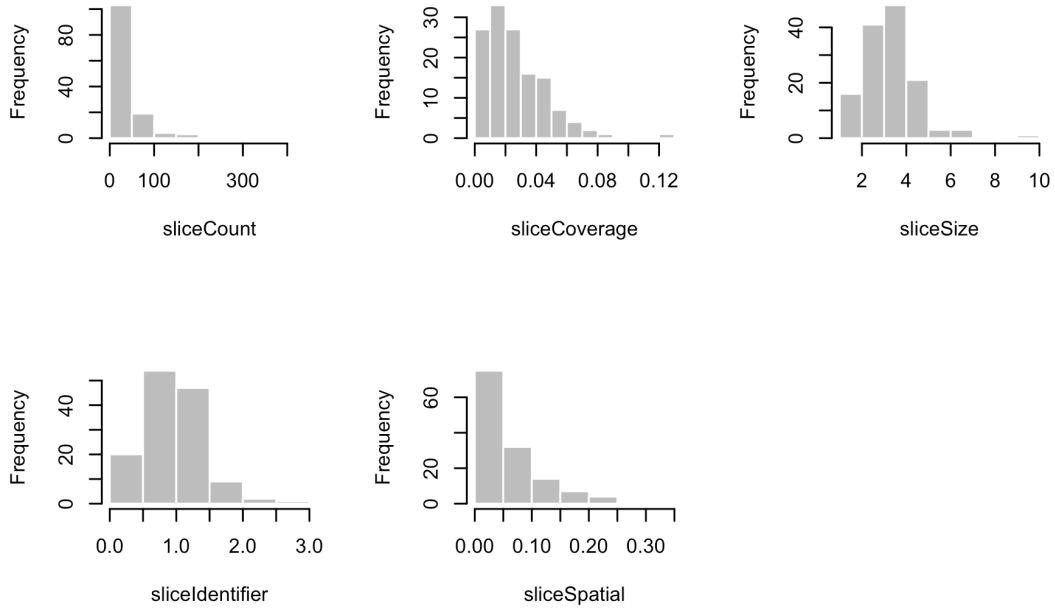 Frequency
0 40 80
0 100 300
sliceCount
Frequency
0 10 20 30
0.00 0.04 0.08 0.12
sliceCoverage
Frequency
0 20 40
2 4 6 8 10
sliceSize
Frequency
0 20 40
0.0 1.0 2.0 3.0
sliceIdentifier
Frequency
0 20 60
0.00 0.10 0.20 0.30
sliceSpatial